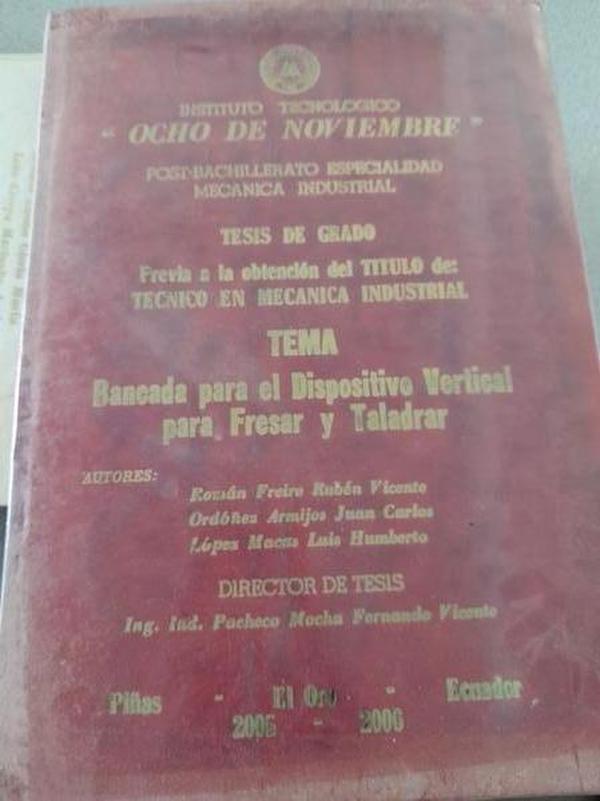 INSTITUTO TECNOLOGICO
" OCHO DE NOVIEMBRE "
POST-BACHILLERATO ESPECIALIDAD
MECANICA INDUSTRIAL
TESIS DE GRADO
Previa a la obtención del TITULO de:
TECNICO EN MECANICA INDUSTRIAL
TEMA
Bancada para el Dispositivo Vertical
para Fresar y Taladrar
AUTORES:
Román Freire Rubén Vicente
Ordóñez Armijos Juan Carlos
López Macas Luis Humberto
DIRECTOR DE TESIS
Ing. Ind. Pacheco Mocha Fernando Vicente
Piñas - El Oro - Ecuador
2005 - 2006